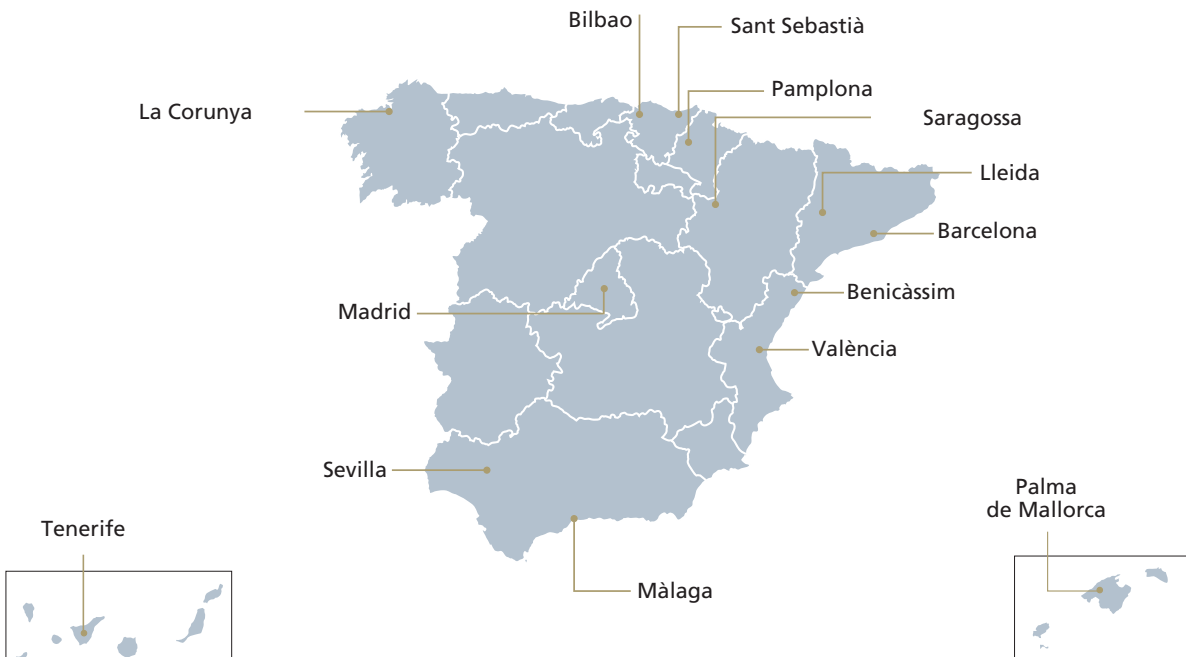 Bilbao
Sant Sebastià
Pamplona
La Corunya
Saragossa
Lleida
Barcelona
Benicàssim
Madrid
València
Sevilla
Palma
de Mallorca
Tenerife
Màlaga